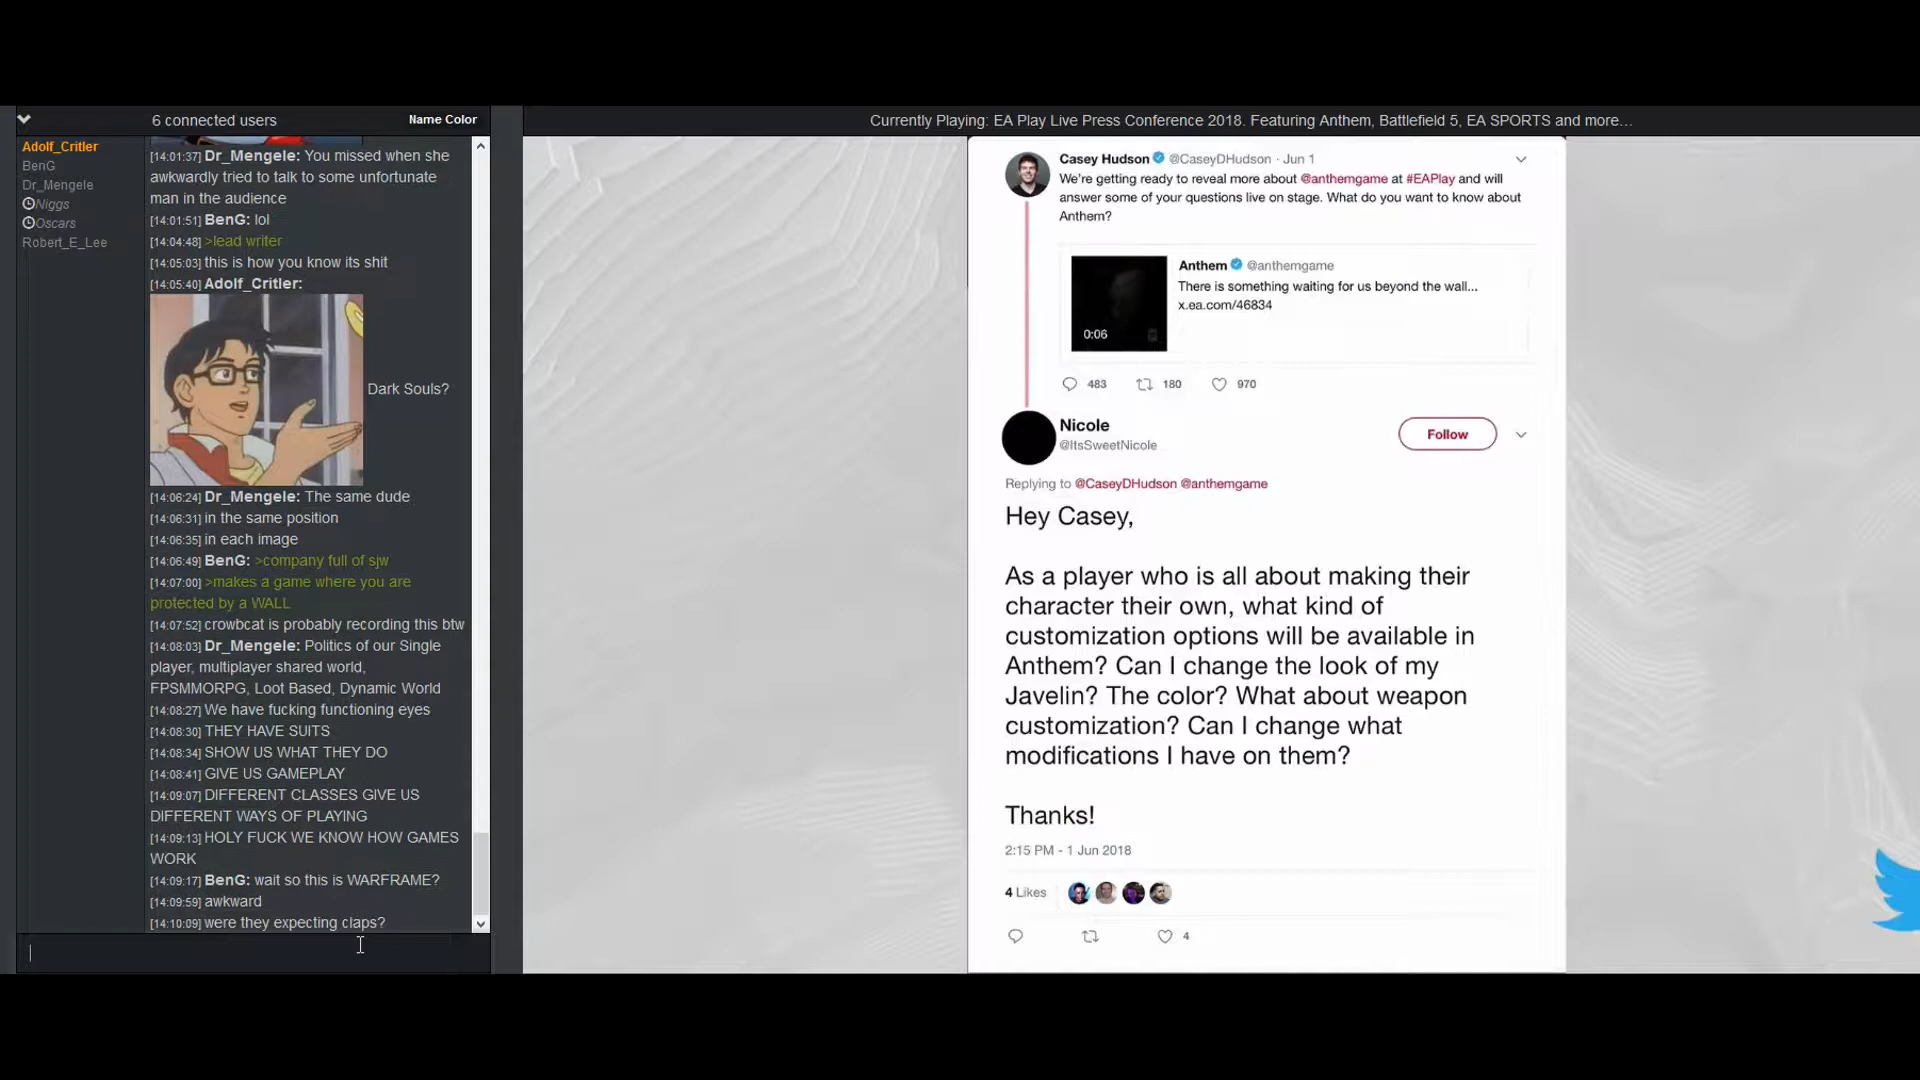 6 connected users
Name Color
Currently Playing: EA Play Live Press Conference 2018. Featuring Anthem, Battlefield 5, EA SPORTS and more…
Adolf_Critler
BenG
Dr_Mengele
Niggs
Oscars
Robert_E_Lee
[14:01:37] Dr_Mengele: You missed when she
awkwardly tried to talk to some unfortunate
man in the audience
[14:01:51] BenG: lol
[14:04:48] >lead writer
[14:05:03] this is how you know its shit
[14:05:40] Adolf_Critler:
Dark Souls?
[14:06:24] Dr_Mengele: The same dude
[14:06:31] in the same position
[14:06:35] in each image
[14:06:49] BenG: >company full of sjw
[14:07:00] >makes a game where you are
protected by a WALL
[14:07:52] crowbcat is probably recording this btw
[14:08:03] Dr_Mengele: Politics of our Single
player, multiplayer shared world,
FPSMMORPG, Loot Based, Dynamic World
[14:08:27] We have fucking functioning eyes
[14:08:30] THEY HAVE SUITS
[14:08:34] SHOW US WHAT THEY DO
[14:08:41] GIVE US GAMEPLAY
[14:09:07] DIFFERENT CLASSES GIVE US
DIFFERENT WAYS OF PLAYING
[14:09:13] HOLY FUCK WE KNOW HOW GAMES
WORK
[14:09:17] BenG: wait so this is WARFRAME?
[14:09:59] awkward
[14:10:09] were they expecting claps?
Casey Hudson @CaseyDHudson · Jun 1
We're getting ready to reveal more about @anthemgame at #EAPlay and will
answer some of your questions live on stage. What do you want to know about
Anthem?
Anthem @anthemgame
There is something waiting for us beyond the wall...
x.ea.com/46834
0:06
483 180 970
Nicole
@ItsSweetNicole
Follow
Replying to @CaseyDHudson @anthemgame
Hey Casey,
As a player who is all about making their
character their own, what kind of
customization options will be available in
Anthem? Can I change the look of my
Javelin? The color? What about weapon
customization? Can I change what
modifications I have on them?
Thanks!
2:15 PM - 1 Jun 2018
4 Likes
4